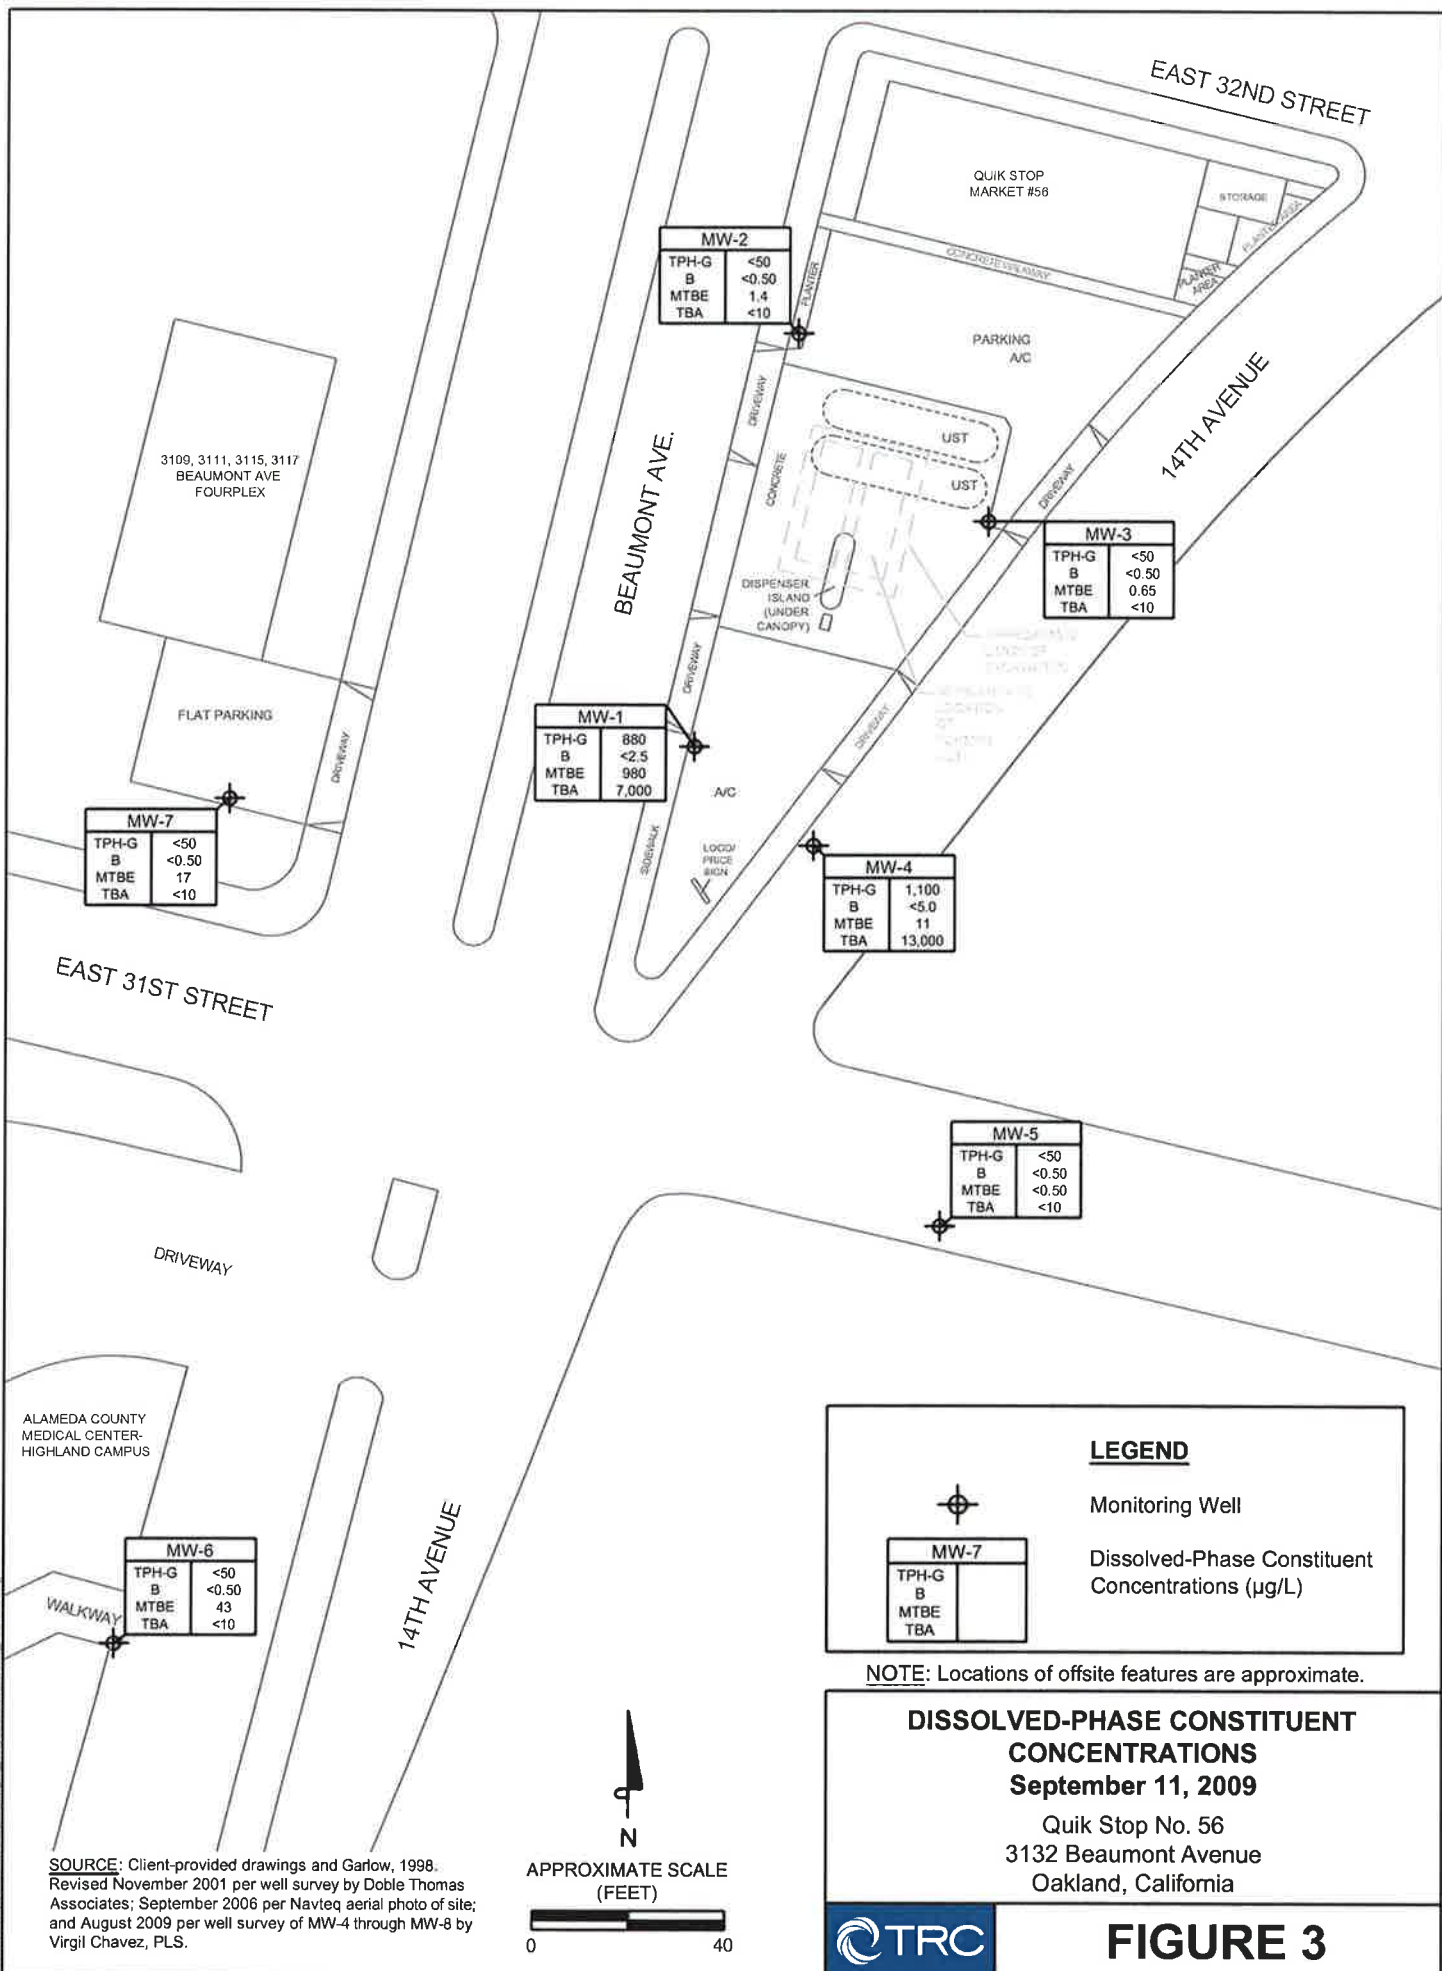 EAST 32ND STREET
QUIK STOP
MARKET #56
STORAGE
PLANTER AREA
PLANTER
AREA
CONCRETE WALKWAY
PLANTER
MW-2
TPH-G <50
B <0.50
MTBE 1.4
TBA <10
PARKING
A/C
14TH AVENUE
DRIVEWAY
UST
UST
CONCRETE
DRIVEWAY
3109, 3111, 3115, 3117
BEAUMONT AVE
FOURPLEX
BEAUMONT AVE.
MW-3
TPH-G <50
B <0.50
MTBE 0.65
TBA <10
DISPENSER
ISLAND
(UNDER
CANOPY)
LOCATION
OF
DRIVEWAY
DRIVEWAY
FLAT PARKING
DRIVEWAY
MW-1
TPH-G 880
B <2.5
MTBE 980
TBA 7,000
A/C
SIDEWALK
LOGO/
PRICE
SIGN
MW-7
TPH-G <50
B <0.50
MTBE 17
TBA <10
MW-4
TPH-G 1,100
B <5.0
MTBE 11
TBA 13,000
EAST 31ST STREET
MW-5
TPH-G <50
B <0.50
MTBE <0.50
TBA <10
DRIVEWAY
ALAMEDA COUNTY
MEDICAL CENTER-
HIGHLAND CAMPUS
14TH AVENUE
MW-6
TPH-G <50
B <0.50
MTBE 43
TBA <10
WALKWAY
LEGEND
Monitoring Well
MW-7
TPH-G
B
MTBE
TBA
Dissolved-Phase Constituent
Concentrations (µg/L)
NOTE: Locations of offsite features are approximate.
DISSOLVED-PHASE CONSTITUENT
CONCENTRATIONS
September 11, 2009
Quik Stop No. 56
3132 Beaumont Avenue
Oakland, California
N
APPROXIMATE SCALE
(FEET)
0 40
SOURCE: Client-provided drawings and Garlow, 1998.
Revised November 2001 per well survey by Doble Thomas
Associates; September 2006 per Navteq aerial photo of site;
and August 2009 per well survey of MW-4 through MW-8 by
Virgil Chavez, PLS.
TRC
FIGURE 3